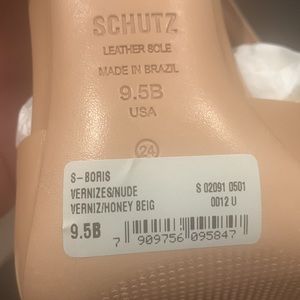 SCHUTZ
LEATHER SOLE
MADE IN BRAZIL
9.5B
USA
24
S-BORIS
VERNIZES/NUDE S 02091 0501
VERNIZ/HONEY BEIG 0012 U
9.5B
7 909756 095847